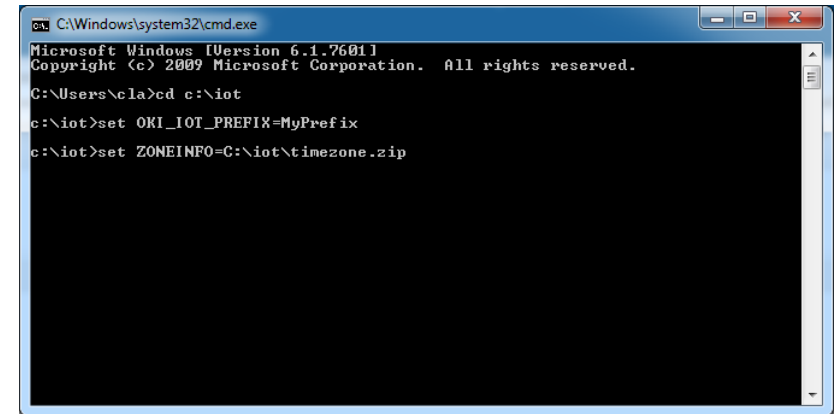 C:\Windows\system32\cmd.exe
Microsoft Windows [Version 6.1.7601]
Copyright (c) 2009 Microsoft Corporation.  All rights reserved.
C:\Users\cla>cd c:\iot
c:\iot>set OKI_IOT_PREFIX=MyPrefix
c:\iot>set ZONEINFO=C:\iot\timezone.zip